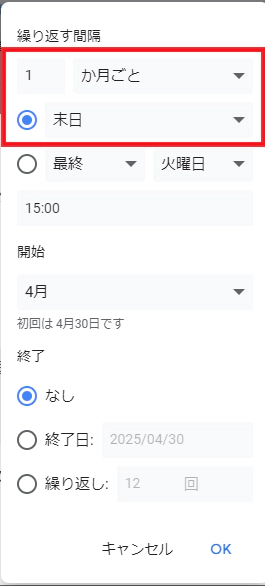 繰り返す間隔
1 か月ごと
末日
最終 火曜日
15:00
開始
4月
初回は 4月30日です
終了
なし
終了日: 2025/04/30
繰り返し: 12 回
キャンセル OK